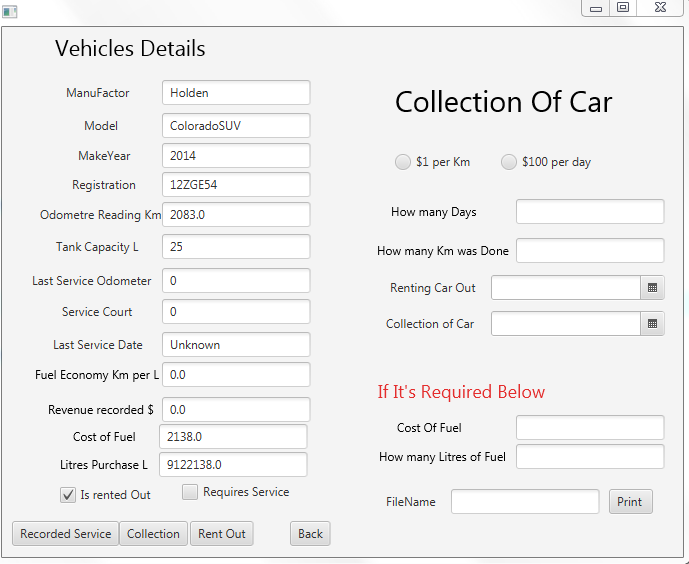 Vehicles Details
ManuFactor Holden
Model ColoradoSUV
MakeYear 2014
Registration 12ZGE54
Odometre Reading Km 2083.0
Tank Capacity L 25
Last Service Odometer 0
Service Court 0
Last Service Date Unknown
Fuel Economy Km per L 0.0
Revenue recorded $ 0.0
Cost of Fuel 2138.0
Litres Purchase L 9122138.0
Is rented Out Requires Service
Recorded Service Collection Rent Out Back
Collection Of Car
$1 per Km $100 per day
How many Days
How many Km was Done
Renting Car Out
Collection of Car
If It's Required Below
Cost Of Fuel
How many Litres of Fuel
FileName Print